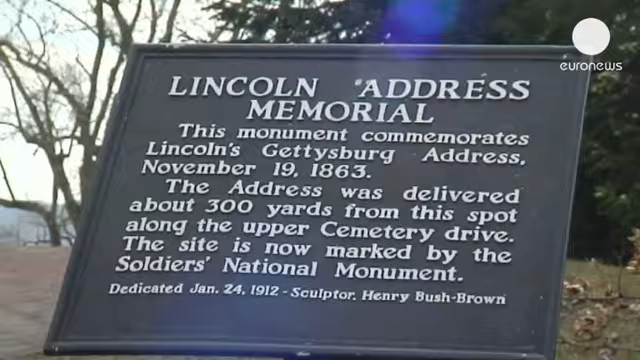 euronews
LINCOLN ADDRESS
MEMORIAL
This monument commemorates
Lincoln's Gettysburg Address,
November 19, 1863.
The Address was delivered
about 300 yards from this spot
along the upper Cemetery drive.
The site is now marked by the
Soldiers' National Monument.
Dedicated Jan. 24, 1912 - Sculptor, Henry Bush-Brown